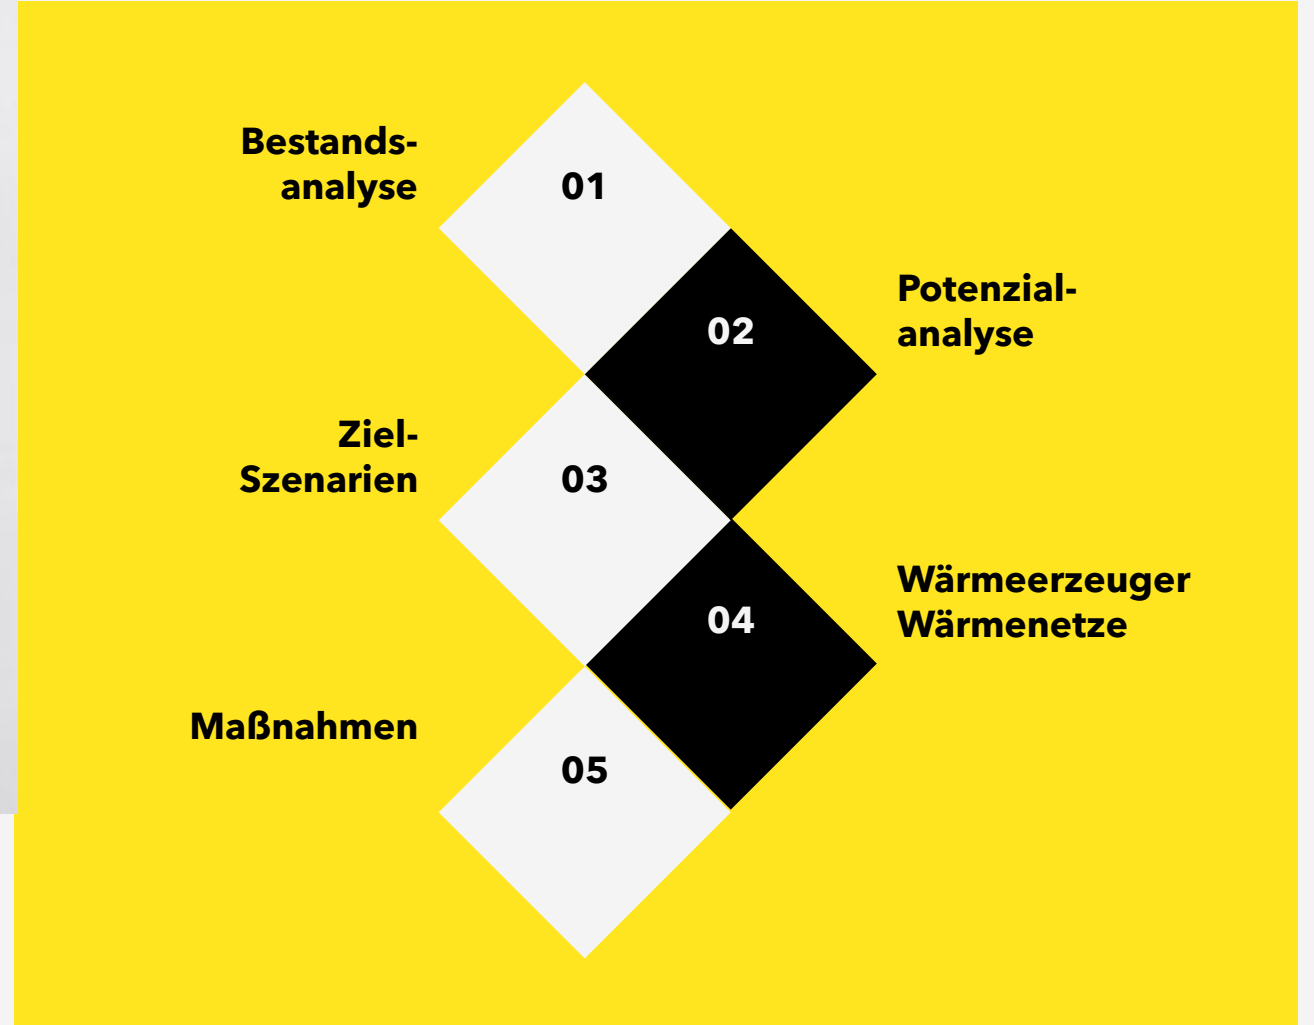 Bestands-
analyse
01
02
Potenzial-
analyse
Ziel-
Szenarien
03
04
Wärmeerzeuger
Wärmenetze
Maßnahmen
05